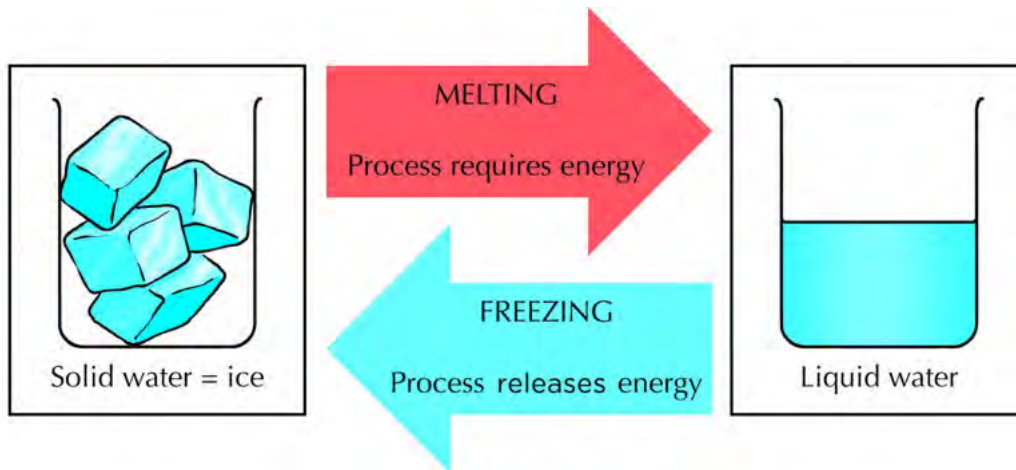 MELTING
Process requires energy
FREEZING
Process releases energy
Solid water = ice
Liquid water